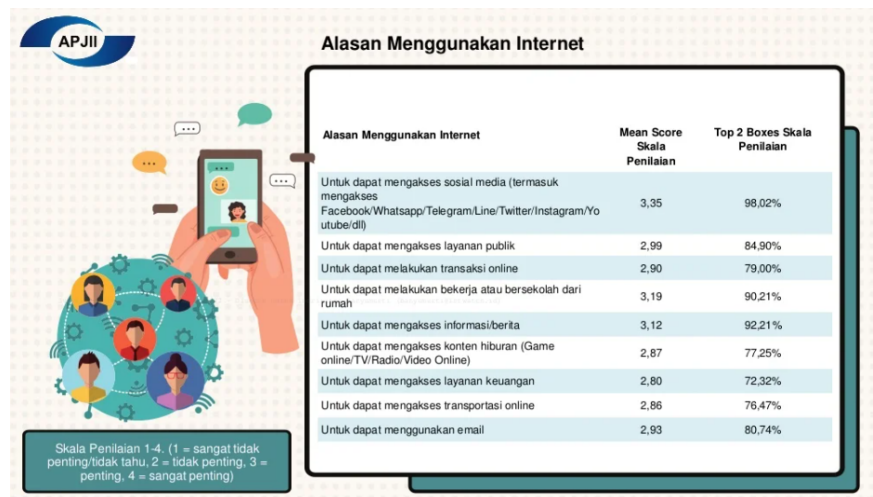 APJII
Alasan Menggunakan Internet
Alasan Menggunakan Internet
Mean Score
Skala
Penilaian
Top 2 Boxes Skala
Penilaian
Untuk dapat mengakses sosial media (termasuk
mengakses
Facebook/Whatsapp/Telegram/Line/Twitter/Instagram/Yo
utube/dll)
3,35
98,02%
Untuk dapat mengakses layanan publik
2,99
84,90%
Untuk dapat melakukan transaksi online
2,90
79,00%
Untuk dapat melakukan bekerja atau bersekolah dari
rumah
3,19
90,21%
Untuk dapat mengakses informasi/berita
3,12
92,21%
Untuk dapat mengakses konten hiburan (Game
online/TV/Radio/Video Online)
2,87
77,25%
Untuk dapat mengakses layanan keuangan
2,80
72,32%
Untuk dapat mengakses transportasi online
2,86
76,47%
Untuk dapat menggunakan email
2,93
80,74%
Skala Penilaian 1-4. (1 = sangat tidak
penting/tidak tahu, 2 = tidak penting, 3 =
penting, 4 = sangat penting)